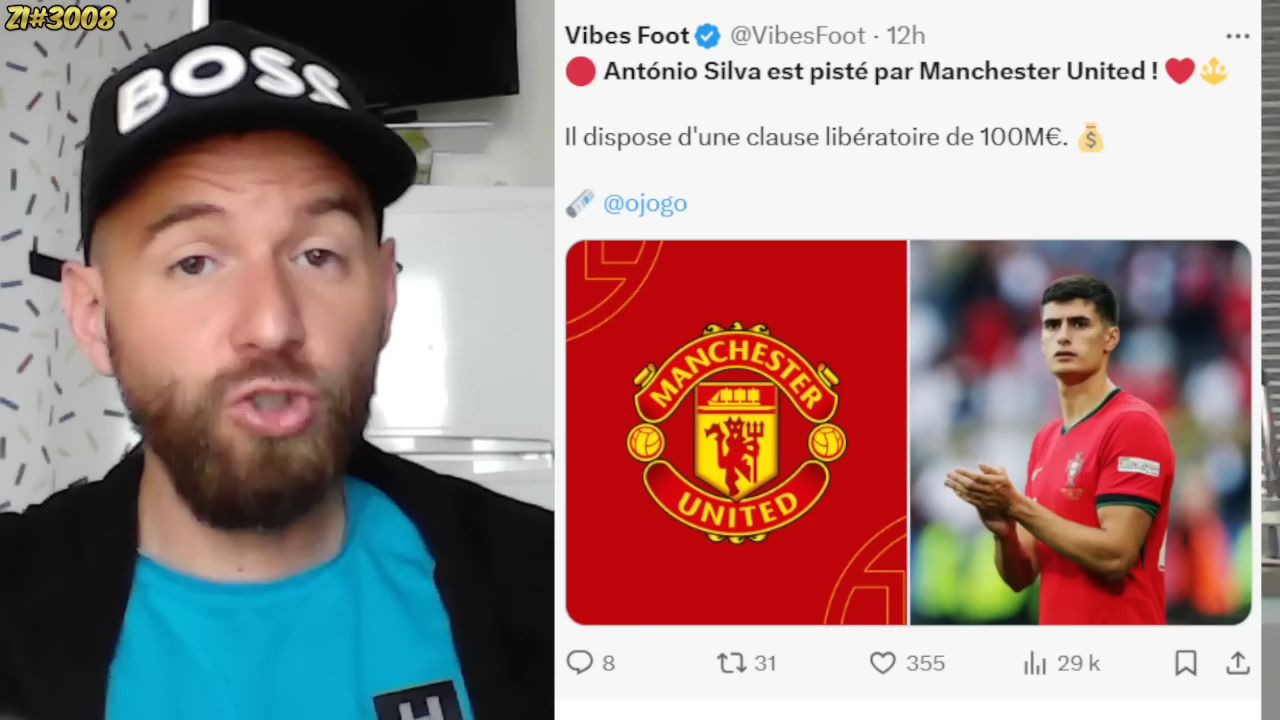 ZI#3008
BOSS
Vibes Foot @VibesFoot · 12h
António Silva est pisté par Manchester United !
Il dispose d'une clause libératoire de 100M€.
@ojogo
MANCHESTER
UNITED
8 31 355 29 k
H